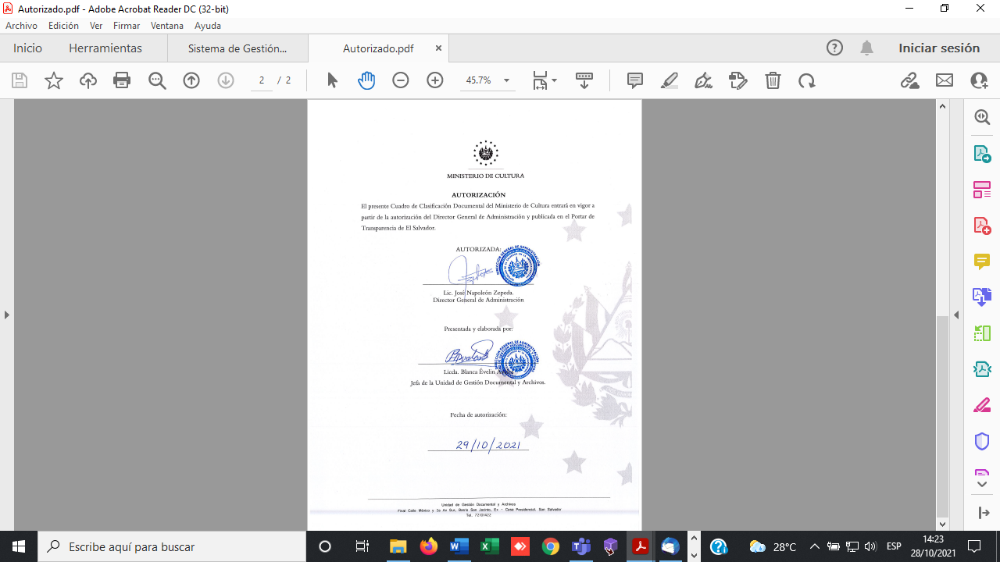 Autorizado.pdf - Adobe Acrobat Reader DC (32-bit)
Archivo Edición Ver Firmar Ventana Ayuda
Inicio Herramientas Sistema de Gestión... Autorizado.pdf Iniciar sesión
2 / 2 45.7%
MINISTERIO DE CULTURA
AUTORIZACIÓN
El presente Cuadro de Clasificación Documental del Ministerio de Cultura entrará en vigor a
partir de la autorización del Director General de Administración y publicada en el Portar de
Transparencia de El Salvador.
AUTORIZADA:
DIRECCIÓN GENERAL DE ADMINISTRACIÓN
Lic. José Napoleón Zepeda.
Director General de Administración
Presentada y elaborada por:
Licda. Blanca Évelin
Jefa de la Unidad de Gestión Documental y Archivos.
Fecha de autorización:
29/10/2021
Unidad de Gestión Documental y Archivos
Final Calle México y 2a Av Sur, Barrio San Jacinto, Ex - Casa Presidencial. San Salvador
Tel. 72101422
Escribe aquí para buscar 28°C ESP 14:23
28/10/2021